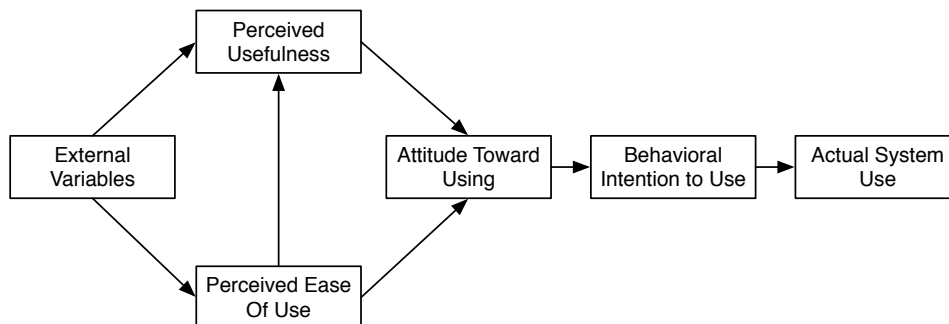 Perceived
Usefulness
External
Variables
Attitude Toward
Using
Behavioral
Intention to Use
Actual System
Use
Perceived Ease
Of Use